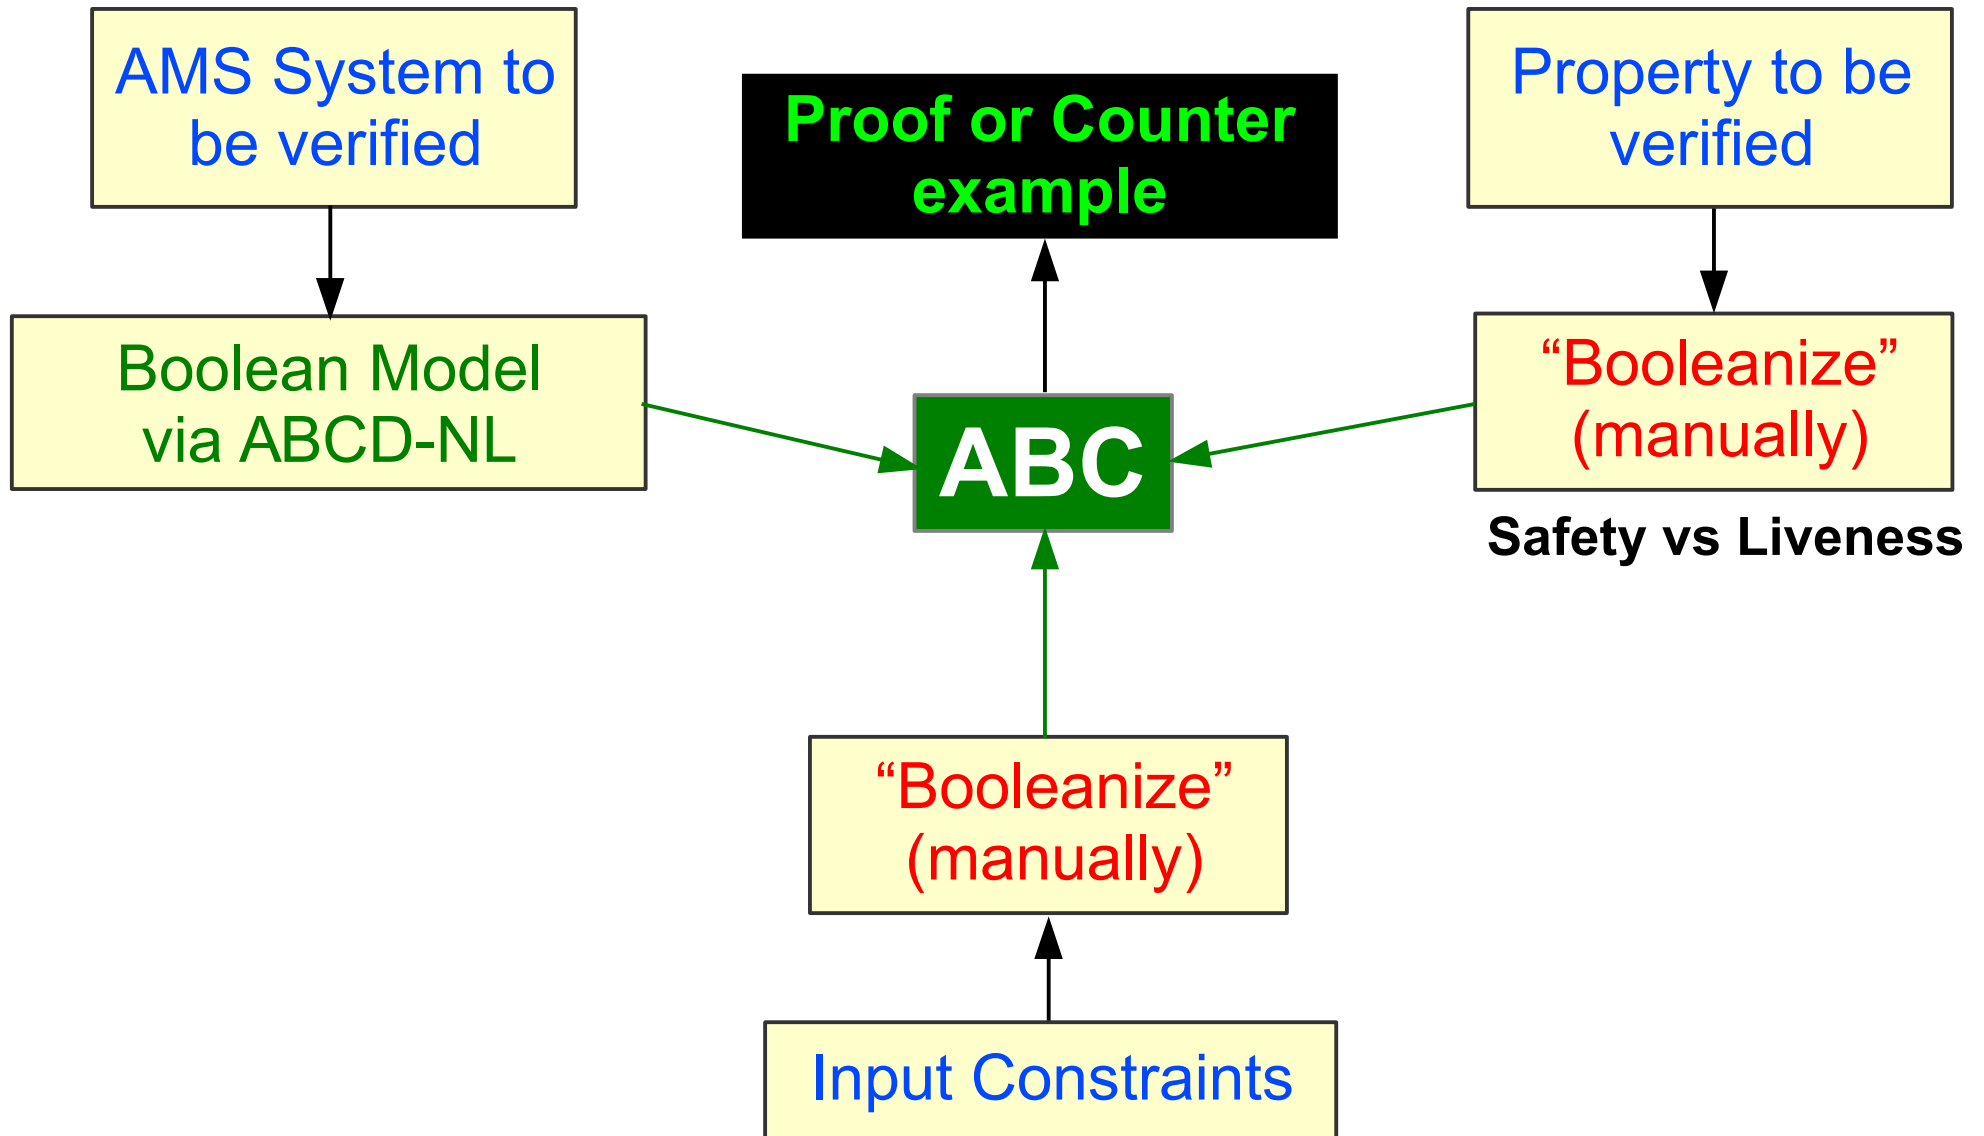 AMS System to
be verified
Proof or Counter
example
Property to be
verified
Boolean Model
via ABCD-NL
ABC
“Booleanize”
(manually)
Safety vs Liveness
“Booleanize”
(manually)
Input Constraints